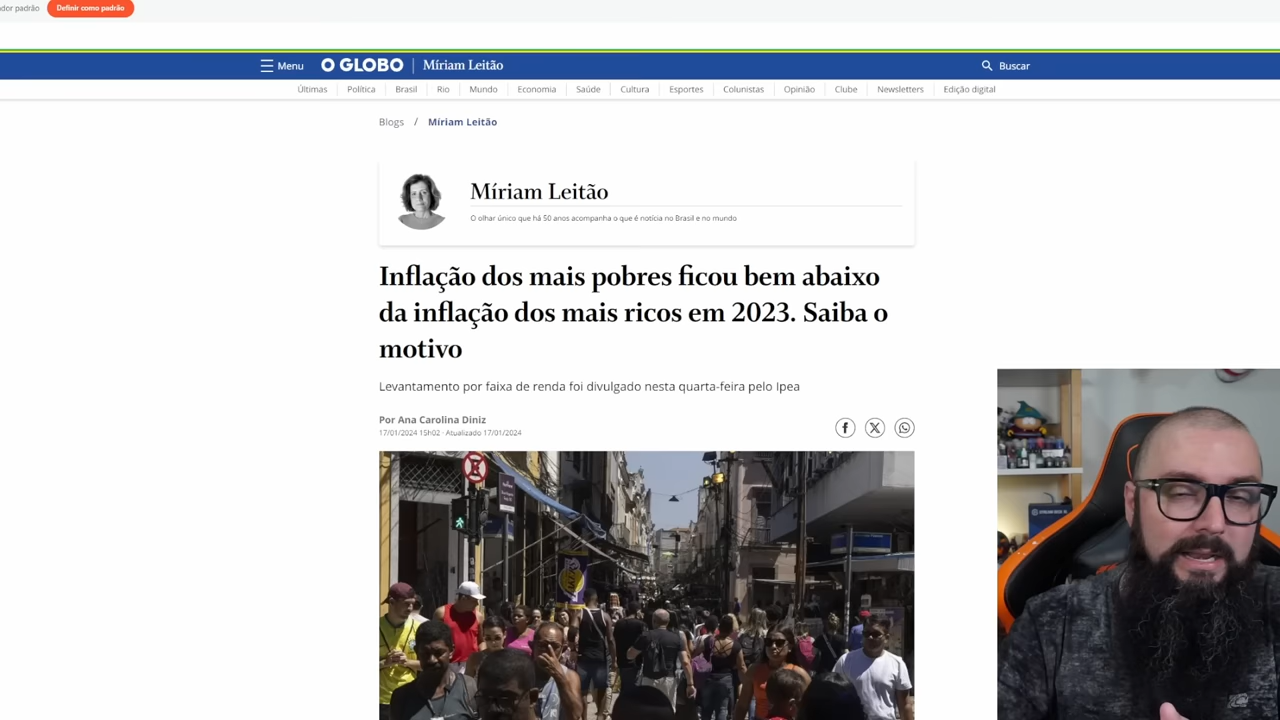 dor padrão
Definir como padrão
Menu
O GLOBO
Míriam Leitão
Buscar
Últimas
Política
Brasil
Rio
Mundo
Economia
Saúde
Cultura
Esportes
Colunistas
Opinião
Clube
Newsletters
Edição digital
Blogs / Míriam Leitão
Míriam Leitão
O olhar único que há 50 anos acompanha o que é notícia no Brasil e no mundo
Inflação dos mais pobres ficou bem abaixo
da inflação dos mais ricos em 2023. Saiba o
motivo
Levantamento por faixa de renda foi divulgado nesta quarta-feira pelo Ipea
Por Ana Carolina Diniz
17/01/2024 15h02 · Atualizado 17/01/2024